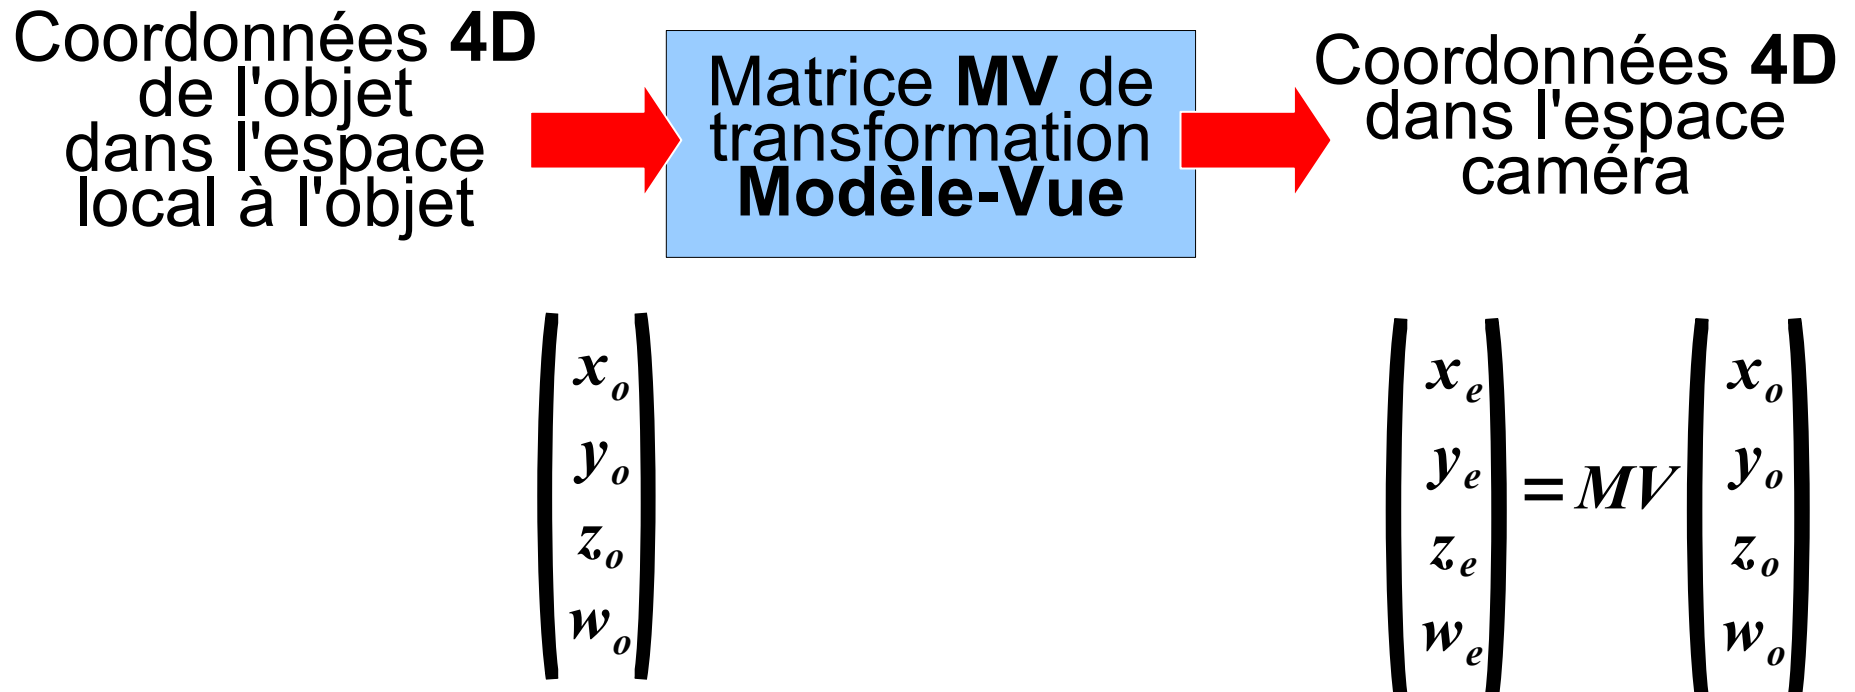 Coordonnées 4D
de l'objet
dans l'espace
local à l'objet
Matrice MV de
transformation
Modèle-Vue
Coordonnées 4D
dans l'espace
caméra
x_o
y_o
z_o
w_o
x_e
y_e
z_e
w_e
= MV
x_o
y_o
z_o
w_o